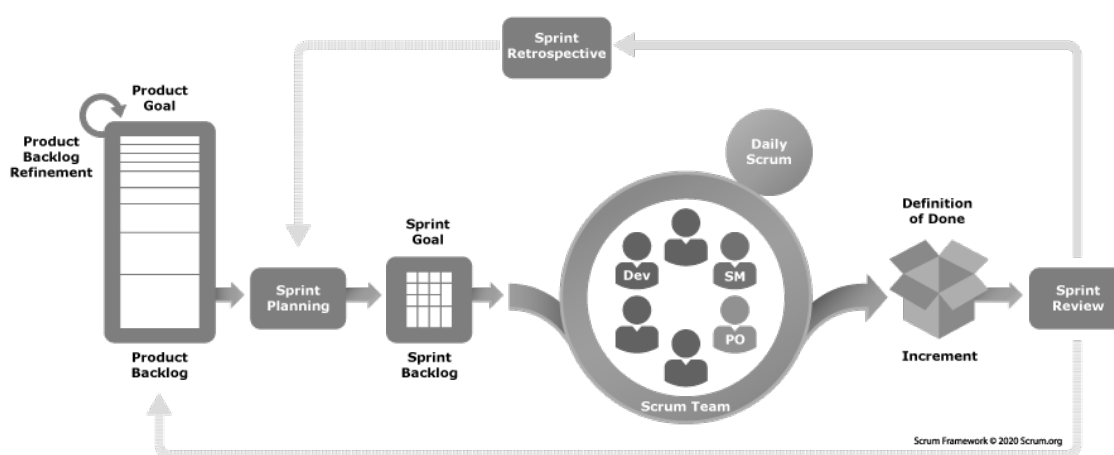 Sprint
Retrospective
Product
Goal
Product
Backlog
Refinement
Daily
Scrum
Sprint
Goal
Definition
of Done
Dev
SM
Sprint
Planning
Sprint
Review
PO
Product
Backlog
Sprint
Backlog
Increment
Scrum Team
Scrum Framework © 2020 Scrum.org